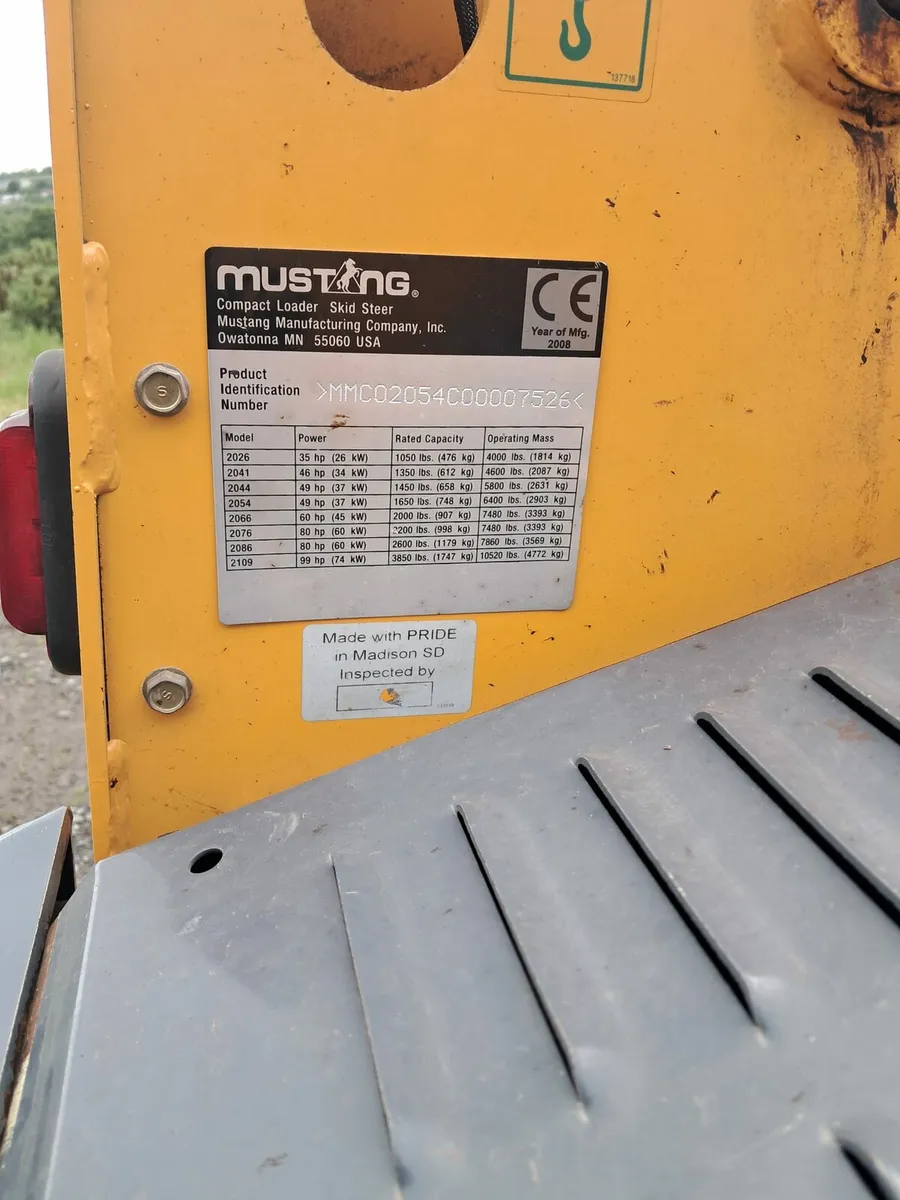 137718
MUSTANG®
Compact Loader Skid Steer
Mustang Manufacturing Company, Inc.
Owatonna MN 55060 USA
CE
Year of Mfg.
2008
Product
Identification
Number
>MMC02054C00007526<
Model Power Rated Capacity Operating Mass
2026 35 hp (26 kW) 1050 lbs. (476 kg) 4000 lbs. (1814 kg)
2041 46 hp (34 kW) 1350 lbs. (612 kg) 4600 lbs. (2087 kg)
2044 49 hp (37 kW) 1450 lbs. (658 kg) 5800 lbs. (2631 kg)
2054 49 hp (37 kW) 1650 lbs. (748 kg) 6400 lbs. (2903 kg)
2066 60 hp (45 kW) 2000 lbs. (907 kg) 7480 lbs. (3393 kg)
2076 80 hp (60 kW) 2200 lbs. (998 kg) 7480 lbs. (3393 kg)
2086 80 hp (60 kW) 2600 lbs. (1179 kg) 7860 lbs. (3569 kg)
2109 99 hp (74 kW) 3850 lbs. (1747 kg) 10520 lbs. (4772 kg)
Made with PRIDE
in Madison SD
Inspected by
S
S